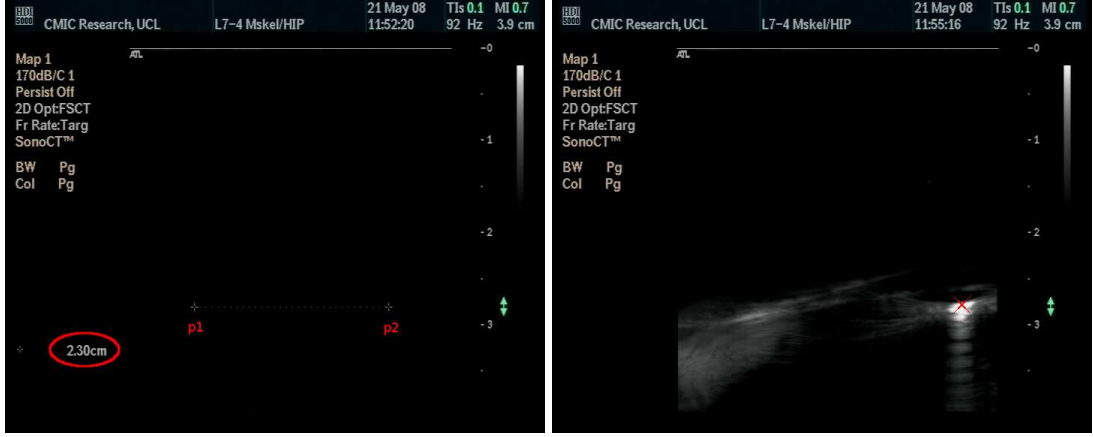 HDI 5000 CMIC Research, UCL L7-4 Mskel/HIP 21 May 08 11:52:20 TIs 0.1 MI 0.7 92 Hz 3.9 cm
ATL
Map 1
170dB/C 1
Persist Off
2D Opt:FSCT
Fr Rate:Targ
SonoCT™
BW Pg
Col Pg
-0
-1
-2
-3
p1 p2
2.30cm
HDI 5000 CMIC Research, UCL L7-4 Mskel/HIP 21 May 08 11:55:16 TIs 0.1 MI 0.7 92 Hz 3.9 cm
ATL
Map 1
170dB/C 1
Persist Off
2D Opt:FSCT
Fr Rate:Targ
SonoCT™
BW Pg
Col Pg
-0
-1
-2
-3